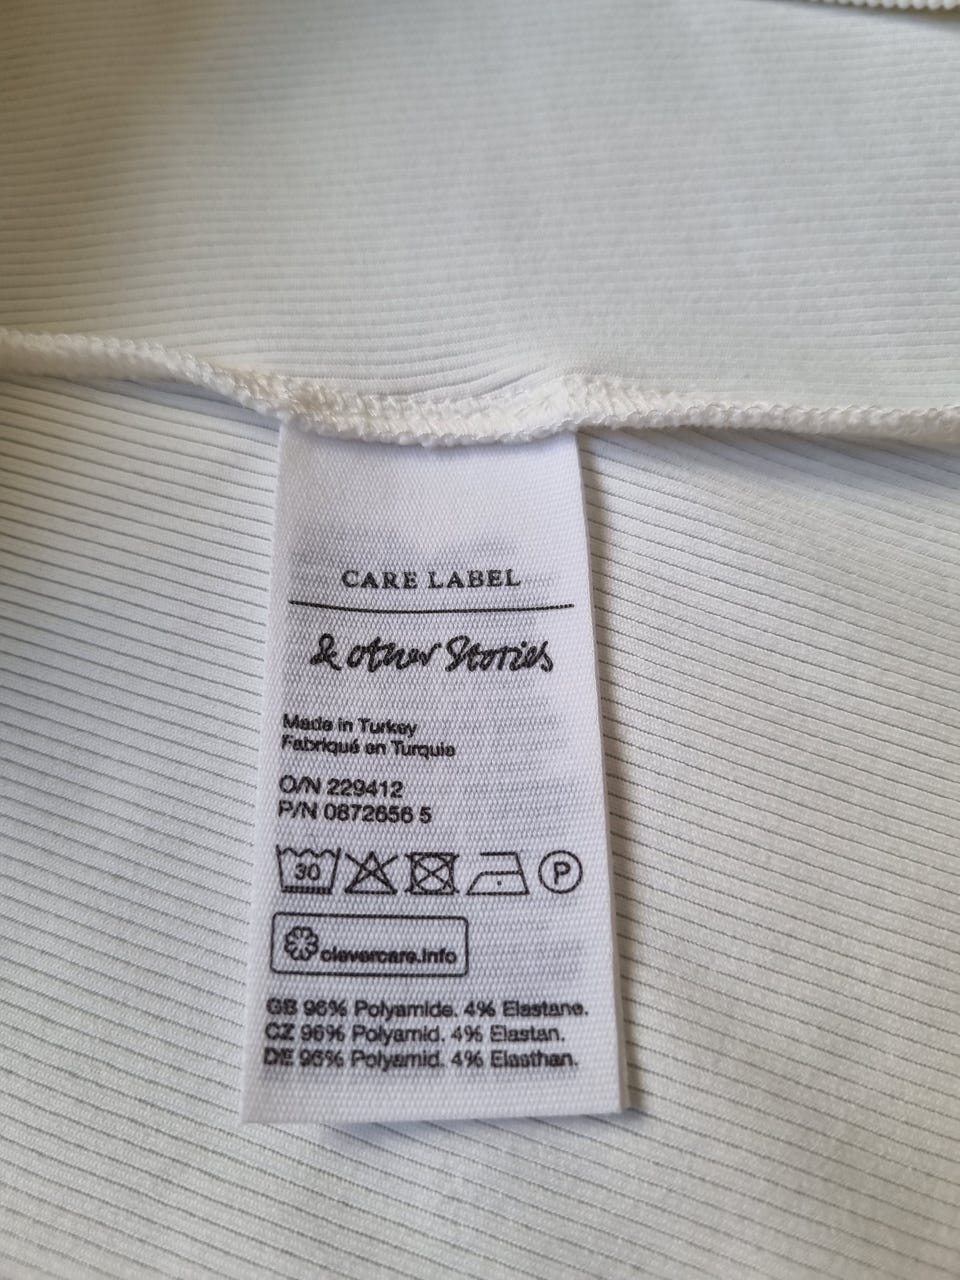 CARE LABEL
& other Stories
Made in Turkey
Fabriqué en Turquie
O/N 229412
P/N 0872656 5
30
P
clevercare.info
GB 96% Polyamide. 4% Elastane.
CZ 96% Polyamid. 4% Elastan.
DE 96% Polyamid. 4% Elasthan.